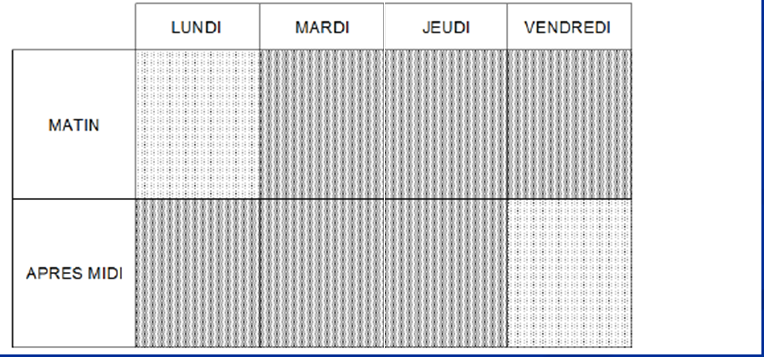 LUNDI MARDI JEUDI VENDREDI
MATIN
APRES MIDI